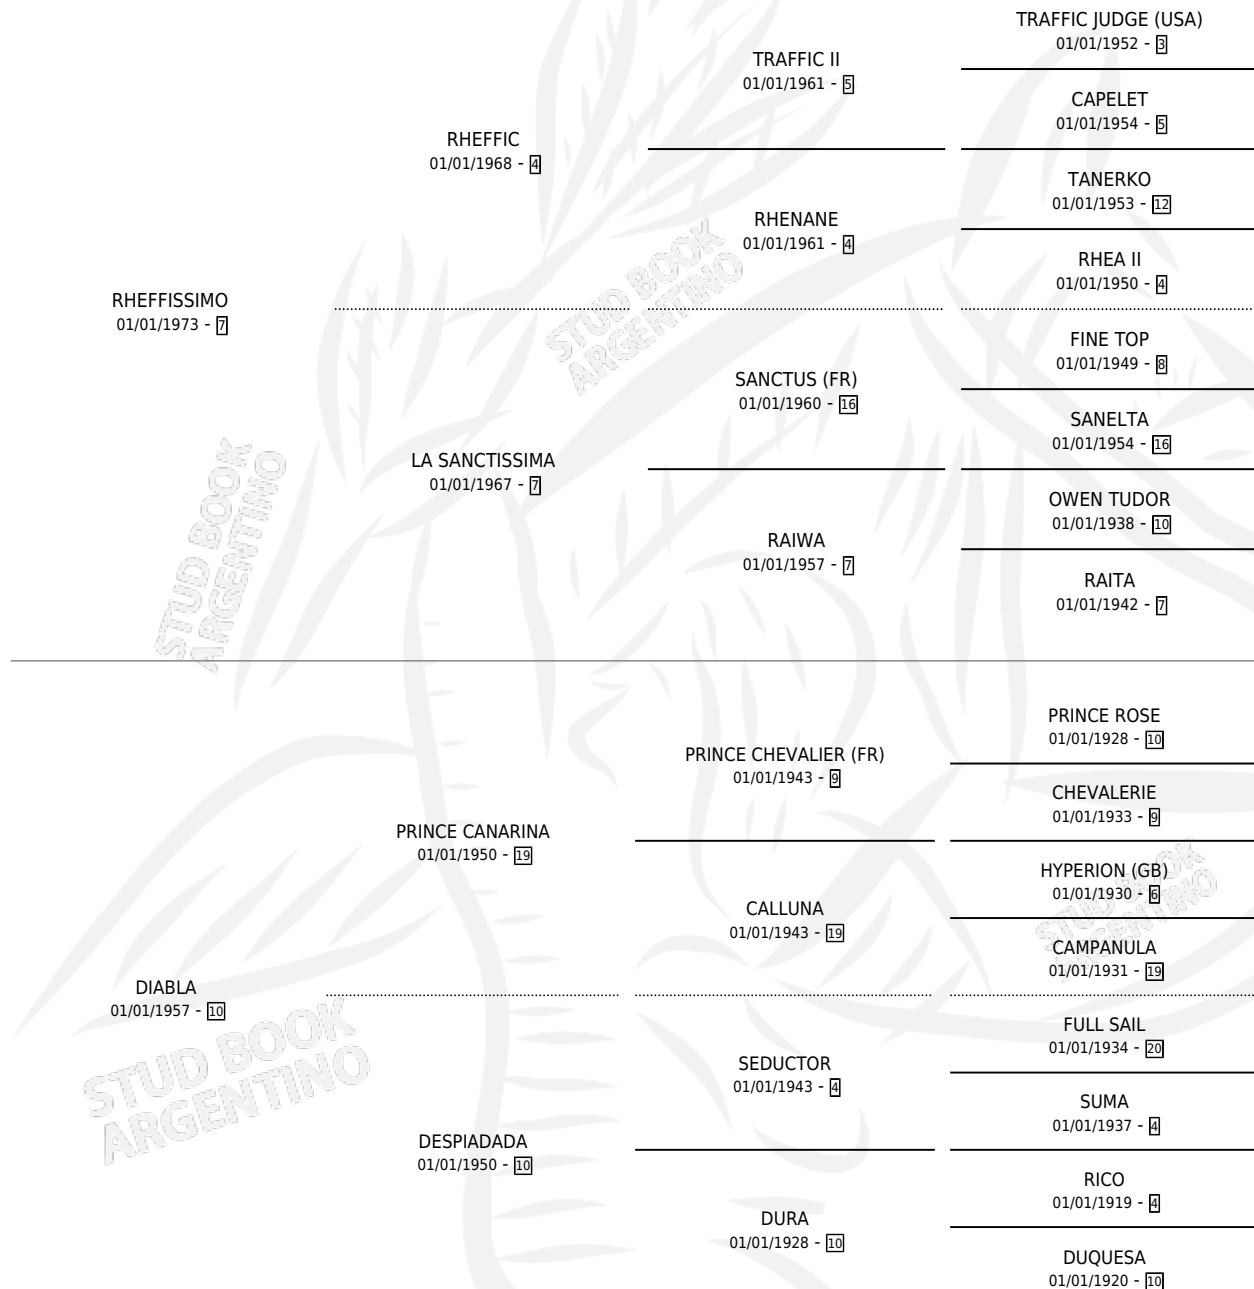 TRAFFIC JUDGE (USA)
01/01/1952 - 3
TRAFFIC II
01/01/1961 - 5
CAPELET
01/01/1954 - 5
RHEFFIC
01/01/1968 - 4
TANERKO
01/01/1953 - 12
RHENANE
01/01/1961 - 4
RHEA II
01/01/1950 - 4
RHEFFISSIMO
01/01/1973 - 7
FINE TOP
01/01/1949 - 8
SANCTUS (FR)
01/01/1960 - 16
SANELTA
01/01/1954 - 16
LA SANCTISSIMA
01/01/1967 - 7
OWEN TUDOR
01/01/1938 - 10
RAIWA
01/01/1957 - 7
RAITA
01/01/1942 - 7
PRINCE ROSE
01/01/1928 - 10
PRINCE CHEVALIER (FR)
01/01/1943 - 9
CHEVALERIE
01/01/1933 - 9
PRINCE CANARINA
01/01/1950 - 19
HYPERION (GB)
01/01/1930 - 6
CALLUNA
01/01/1943 - 19
CAMPANULA
01/01/1931 - 19
DIABLA
01/01/1957 - 10
FULL SAIL
01/01/1934 - 20
SEDUCTOR
01/01/1943 - 4
SUMA
01/01/1937 - 4
DESPIADADA
01/01/1950 - 10
RICO
01/01/1919 - 4
DURA
01/01/1928 - 10
DUQUESA
01/01/1920 - 10
STUD BOOK
ARGENTINO
STUD BOOK
ARGENTINO
STUD BOOK
ARGENTINO
STUD BOOK
ARGENTINO